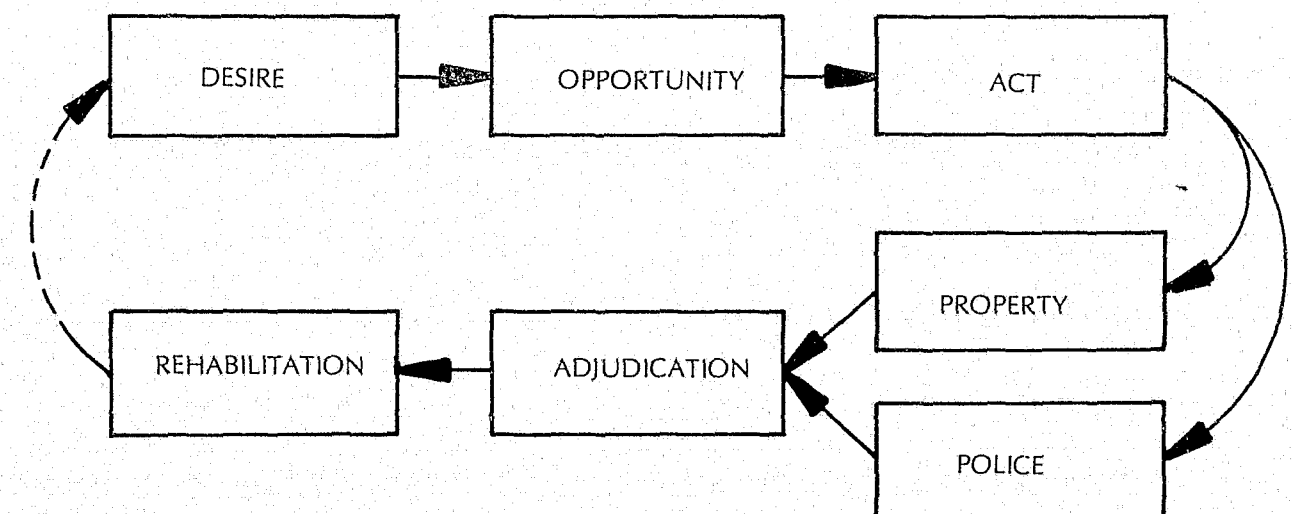 DESIRE
OPPORTUNITY
ACT
PROPERTY
REHABILITATION
ADJUDICATION
POLICE